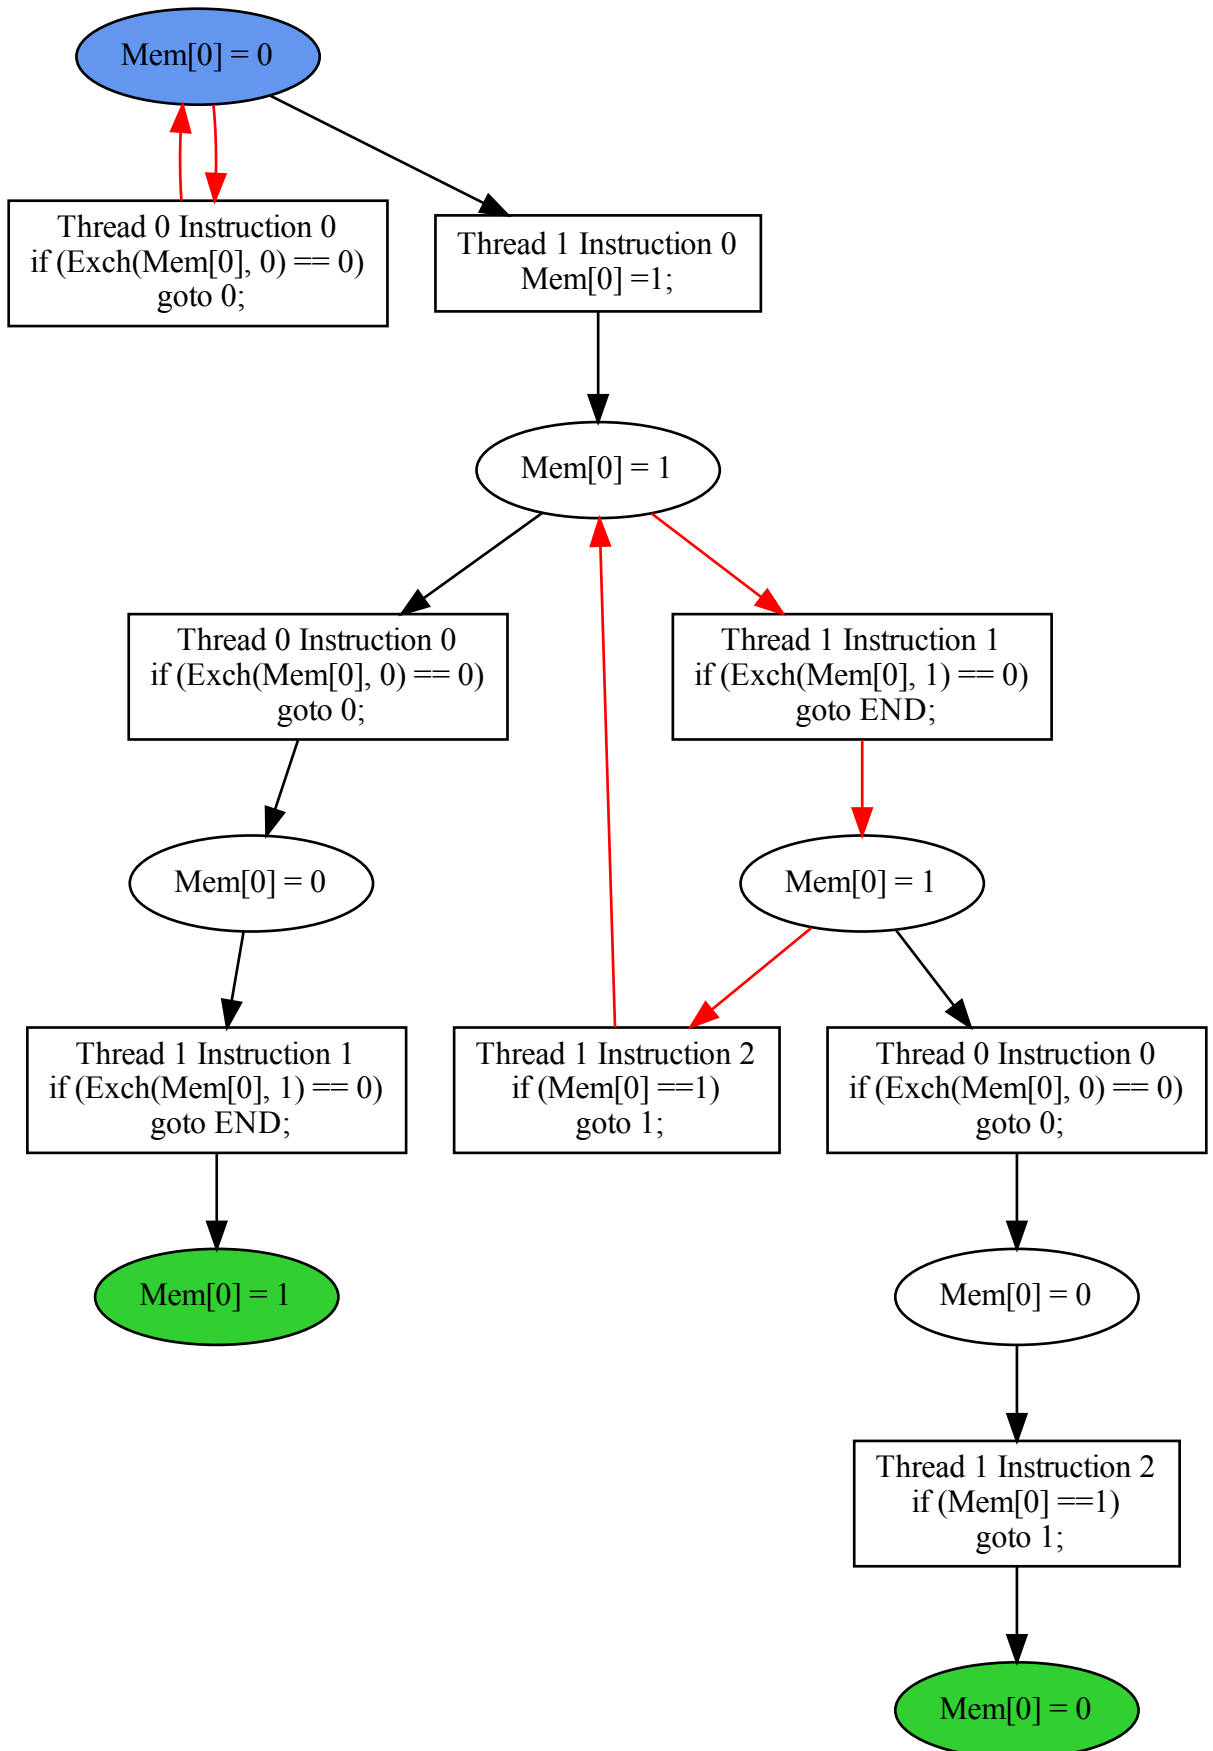 Mem[0] = 0
Thread 0 Instruction 0
if (Exch(Mem[0], 0) == 0)
goto 0;
Thread 1 Instruction 0
Mem[0] =1;
Mem[0] = 1
Thread 0 Instruction 0
if (Exch(Mem[0], 0) == 0)
goto 0;
Thread 1 Instruction 1
if (Exch(Mem[0], 1) == 0)
goto END;
Mem[0] = 0
Mem[0] = 1
Thread 1 Instruction 1
if (Exch(Mem[0], 1) == 0)
goto END;
Thread 1 Instruction 2
if (Mem[0] ==1)
goto 1;
Thread 0 Instruction 0
if (Exch(Mem[0], 0) == 0)
goto 0;
Mem[0] = 1
Mem[0] = 0
Thread 1 Instruction 2
if (Mem[0] ==1)
goto 1;
Mem[0] = 0